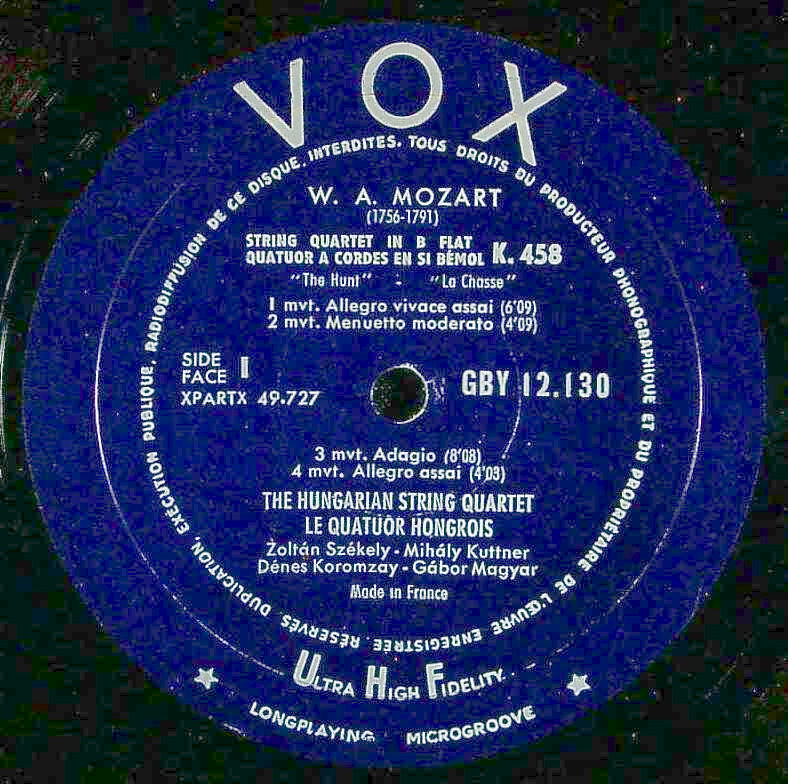 VOX
TOUS DROITS DU PRODUCTEUR PHONOGRAPHIQUE ET DU PROPRIÉTAIRE DE L'ŒUVRE ENREGISTRÉE RÉSERVÉS. DUPLICATION, EXÉCUTION PUBLIQUE, RADIODIFFUSION DE CE DISQUE INTERDITES.
W. A. MOZART
(1756-1791)
STRING QUARTET IN B FLAT
QUATUOR A CORDES EN SI BÉMOL K. 458
"The Hunt" - "La Chasse"
1 mvt. Allegro vivace assai (6'09)
2 mvt. Menuetto moderato (4'09)
SIDE
FACE I
XPARTX 49.727
GBY 12.130
3 mvt. Adagio (8'08)
4 mvt. Allegro assai (4'03)
THE HUNGARIAN STRING QUARTET
LE QUATUOR HONGROIS
Zoltán Székely - Mihály Kuttner
Dénes Koromzay - Gábor Magyar
Made in France
ULTRA HIGH FIDELITY
LONGPLAYING MICROGROOVE